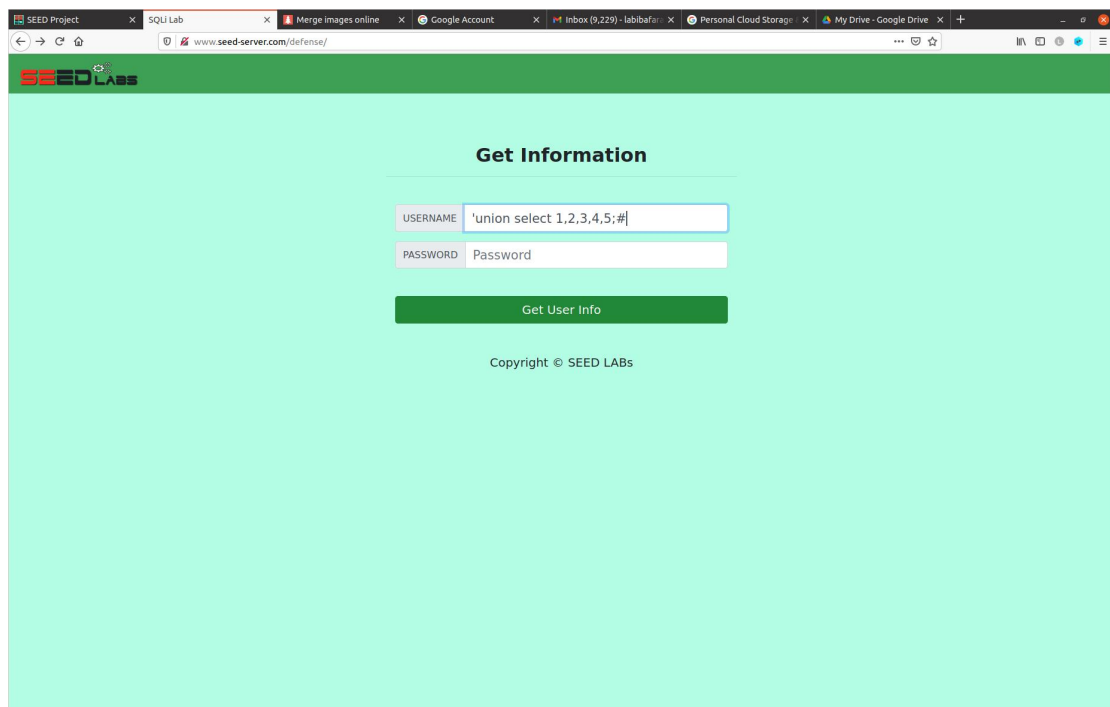 SEED Project
SQLi Lab
Merge images online
Google Account
Inbox (9,229) - labibafara
Personal Cloud Storage
My Drive - Google Drive
www.seed-server.com/defense/
SEEDLABS
Get Information
USERNAME 'union select 1,2,3,4,5;#
PASSWORD Password
Get User Info
Copyright © SEED LABs